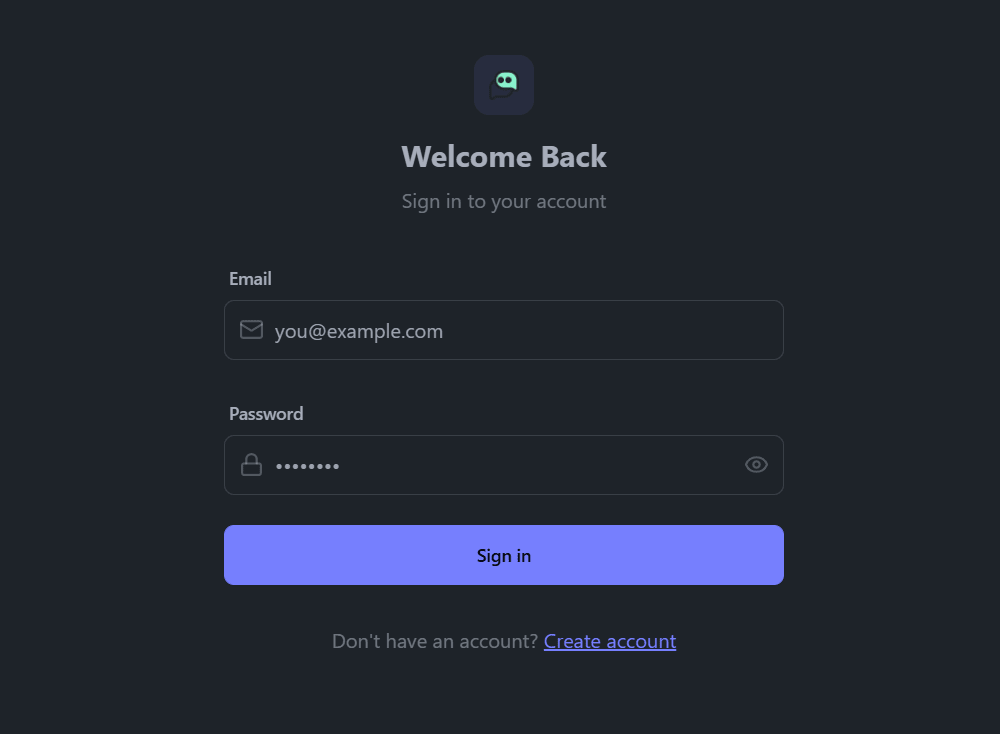 Welcome Back
Sign in to your account
Email
you@example.com
Password
••••••••
Sign in
Don't have an account? Create account